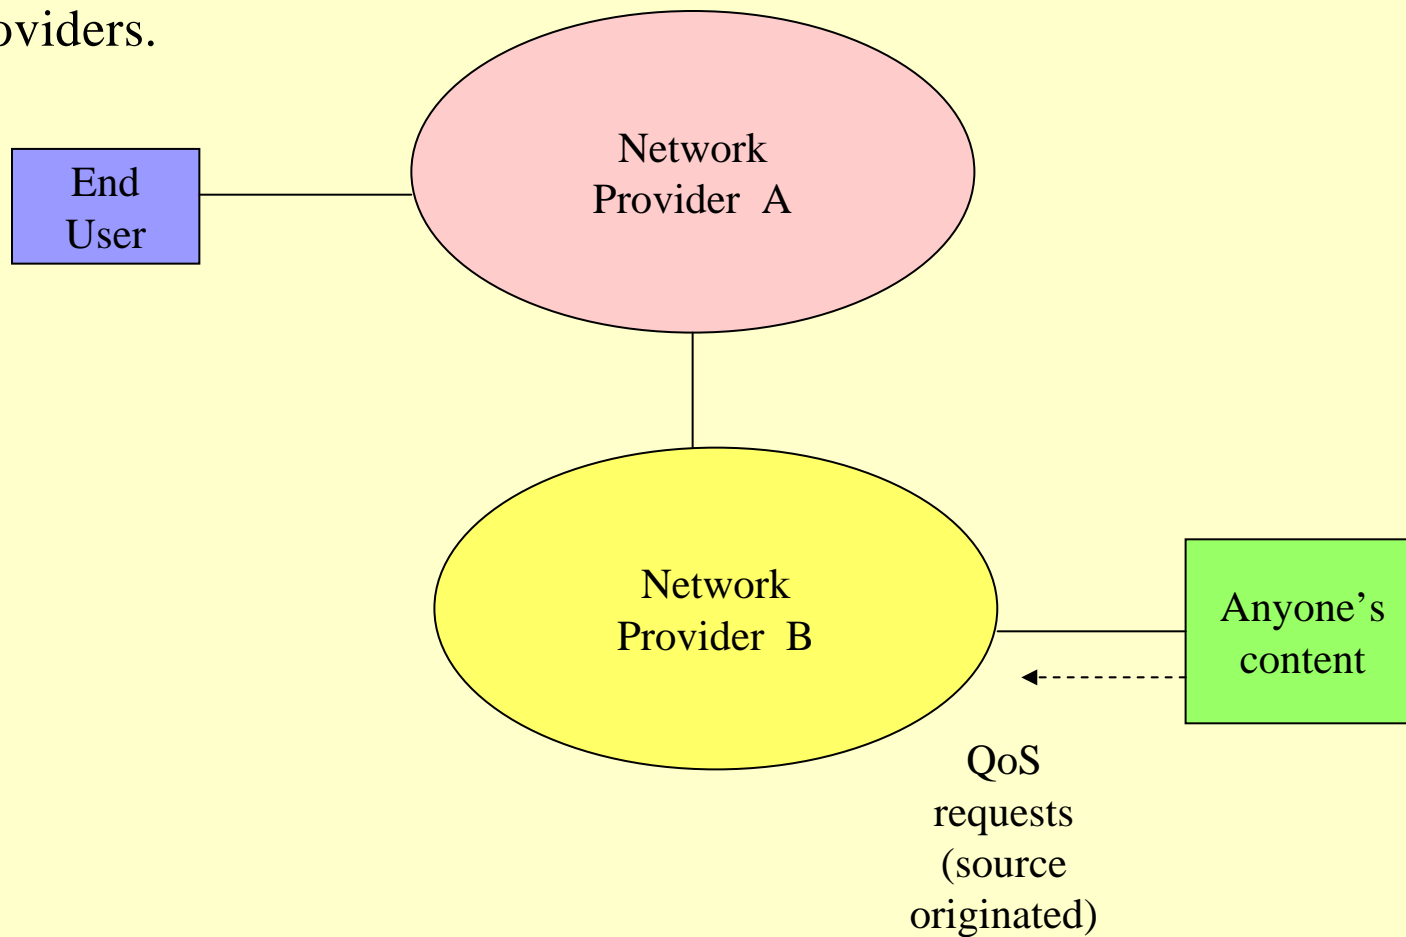 oviders.
Network
Provider A
End
User
Network
Provider B
Anyone’s
content
QoS
requests
(source
originated)